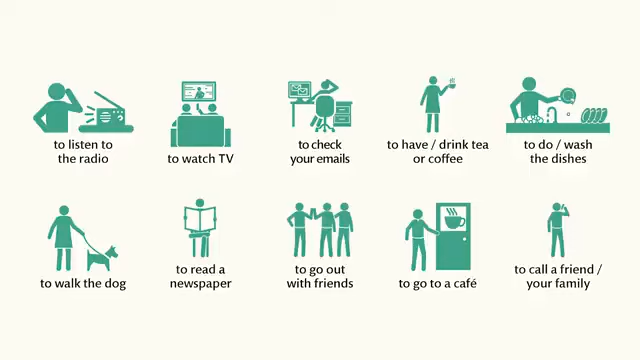 to listen to
the radio
to watch TV
to check
your emails
to have / drink tea
or coffee
to do / wash
the dishes
to walk the dog
to read a
newspaper
to go out
with friends
to go to a café
to call a friend /
your family